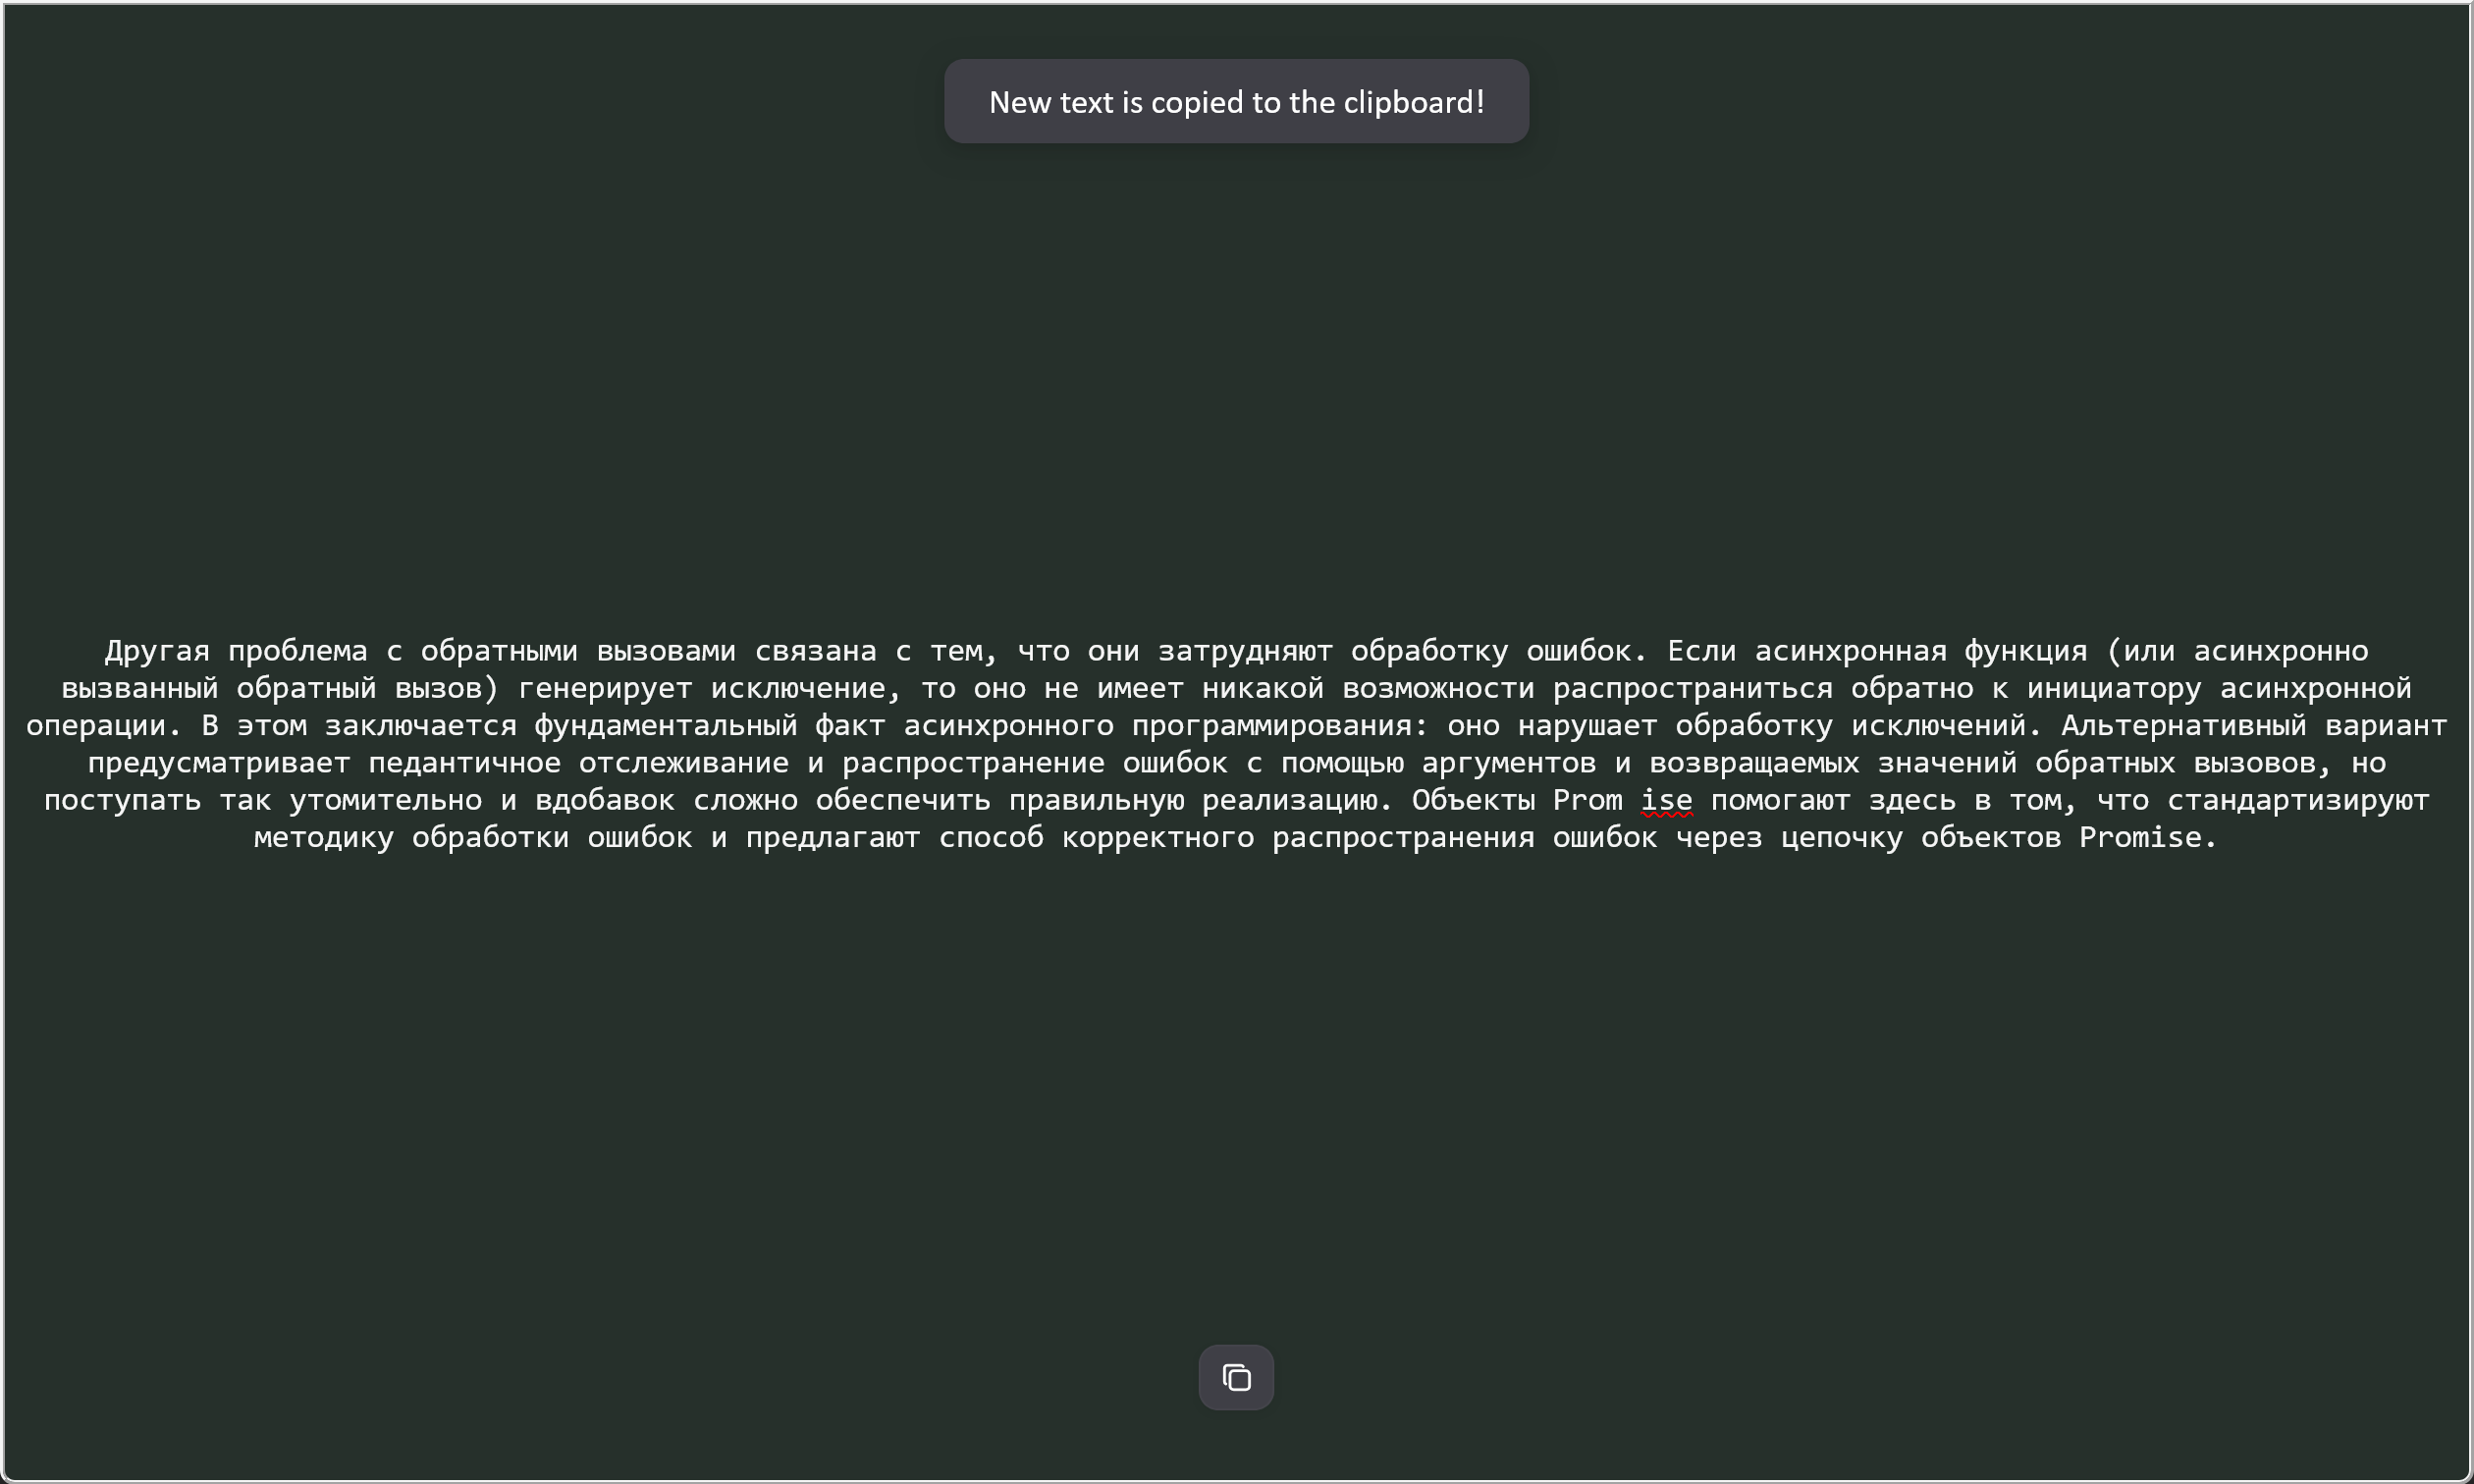 New text is copied to the clipboard!
Другая проблема с обратными вызовами связана с тем, что они затрудняют обработку ошибок. Если асинхронная функция (или асинхронно
вызванный обратный вызов) генерирует исключение, то оно не имеет никакой возможности распространиться обратно к инициатору асинхронной
операции. В этом заключается фундаментальный факт асинхронного программирования: оно нарушает обработку исключений. Альтернативный вариант
предусматривает педантичное отслеживание и распространение ошибок с помощью аргументов и возвращаемых значений обратных вызовов, но
поступать так утомительно и вдобавок сложно обеспечить правильную реализацию. Объекты Prom ise помогают здесь в том, что стандартизируют
методику обработки ошибок и предлагают способ корректного распространения ошибок через цепочку объектов Promise.